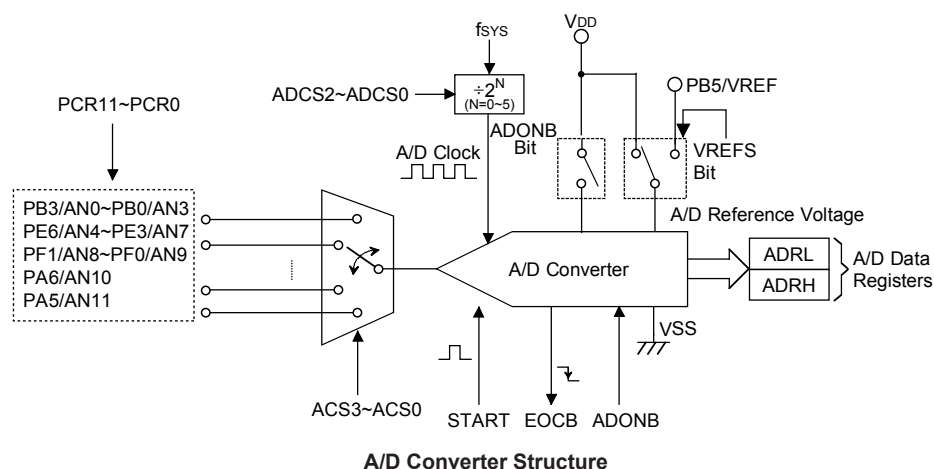 fSYS
VDD
ADCS2~ADCS0
÷2^N
(N=0~5)
PB5/VREF
PCR11~PCR0
ADONB
Bit
VREFS
Bit
A/D Clock
PB3/AN0~PB0/AN3
PE6/AN4~PE3/AN7
PF1/AN8~PF0/AN9
PA6/AN10
PA5/AN11
A/D Reference Voltage
A/D Converter
ADRL
ADRH
A/D Data
Registers
VSS
ACS3~ACS0
START
EOCB
ADONB
A/D Converter Structure